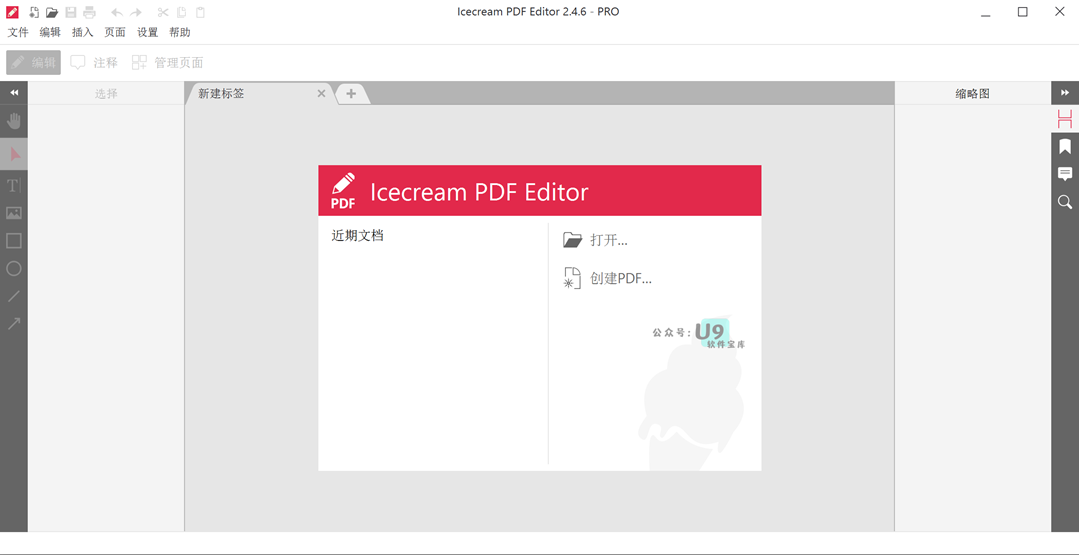 Icecream PDF Editor 2.4.6 - PRO
文件 编辑 插入 页面 设置 帮助
编辑 注释 管理页面
选择
新建标签
缩略图
PDF
Icecream PDF Editor
近期文档
打开...
创建PDF...
公众号: U9
软件宝库
T